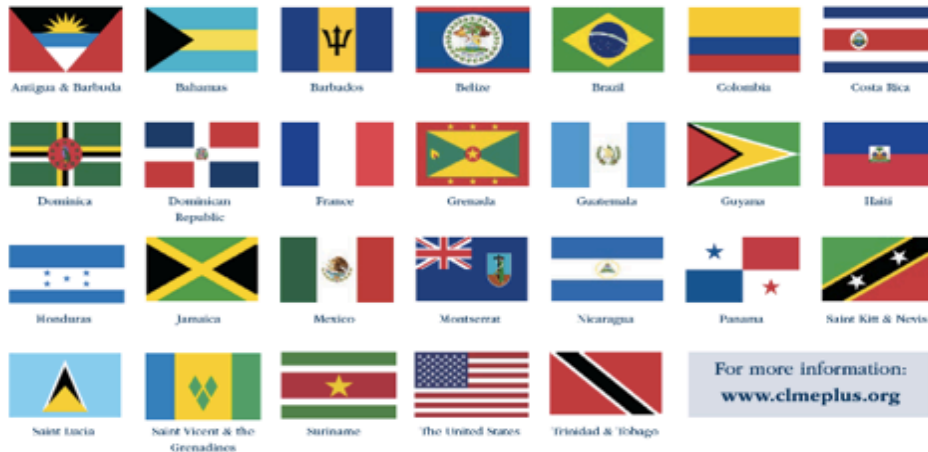 Antigua & Barbuda
Bahamas
Barbados
Belize
Brazil
Colombia
Costa Rica
Dominica
Dominican
Republic
France
Grenada
Guatemala
Guyana
Haiti
Honduras
Jamaica
Mexico
Montserrat
Nicaragua
Panama
Saint Kitt & Nevis
Saint Lucia
Saint Vicent & the
Grenadines
Suriname
The United States
Trinidad & Tobago
For more information:
www.clmeplus.org